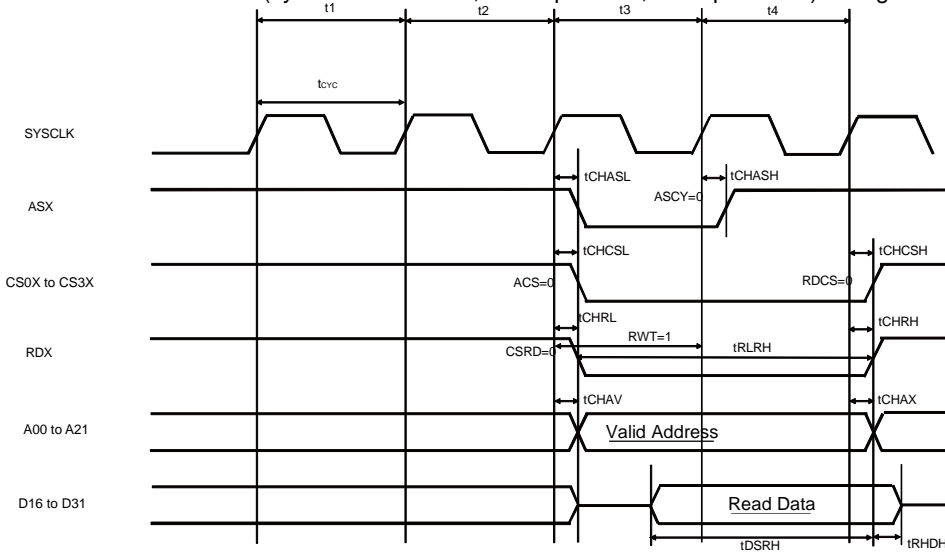 t1 t2 t3 t4
tCYC
SYSCLK
tCHASL
tCHASH
ASCY=0
ASX
tCHCSL
tCHCSH
CS0X to CS3X
ACS=0
RDCS=0
tCHRL
tCHRH
RWT=1
RDX
CSRD=0
tRLRH
tCHAV
tCHAX
A00 to A21
Valid Address
D16 to D31
Read Data
tDSRH
tRHDH